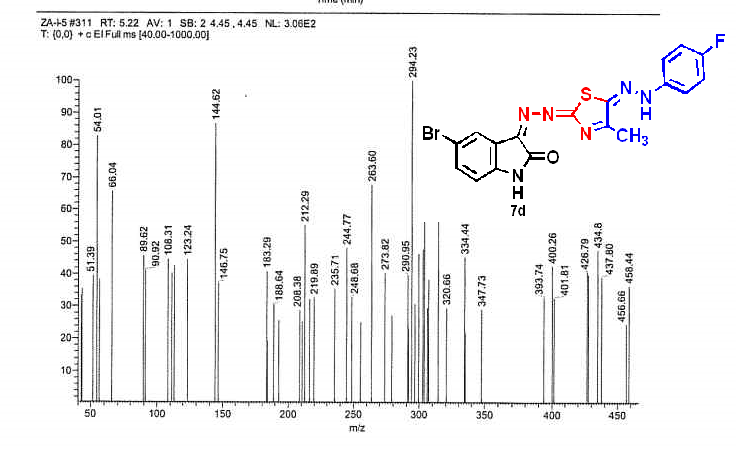 Time (min)
ZA-I-5 #311 RT: 5.22 AV: 1 SB: 2 4.45 , 4.45 NL: 3.06E2
T: {0,0} + c EI Full ms [40.00-1000.00]
294.23
100
144.62
90
54.01
80
263.60
70
66.04
60
212.29
244.77
50
89.62
108.31
123.24
334.44
434.8
400.26
183.29
273.82
290.95
426.79
437.80
51.39
90.92
40
146.75
235.71
458.44
248.68
219.89
393.74
401.81
188.64
30
208.38
320.66
347.73
456.66
20
10
50 100 150 200 250 300 350 400 450
m/z
F
N
N
H
S
N
CH3
N
N
Br
O
N
H
7d